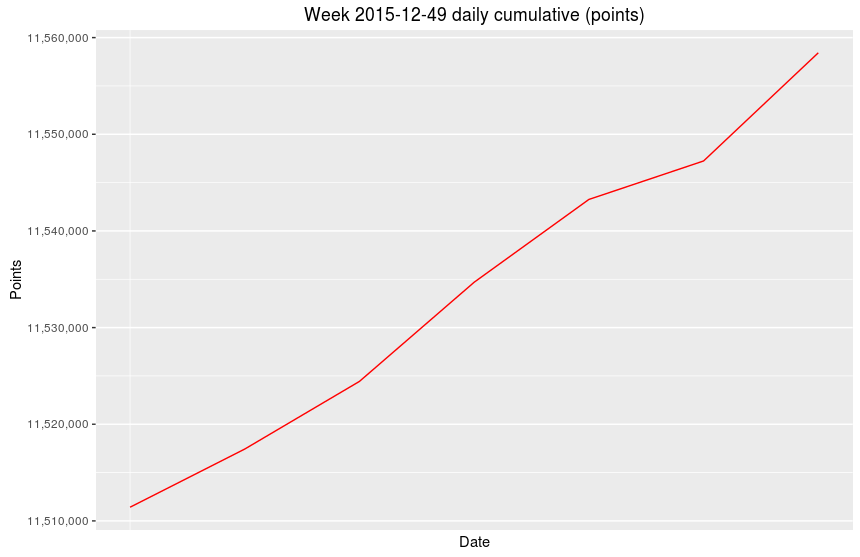 Week 2015-12-49 daily cumulative (points)
11,560,000
11,550,000
11,540,000
11,530,000
11,520,000
11,510,000
Points
Date